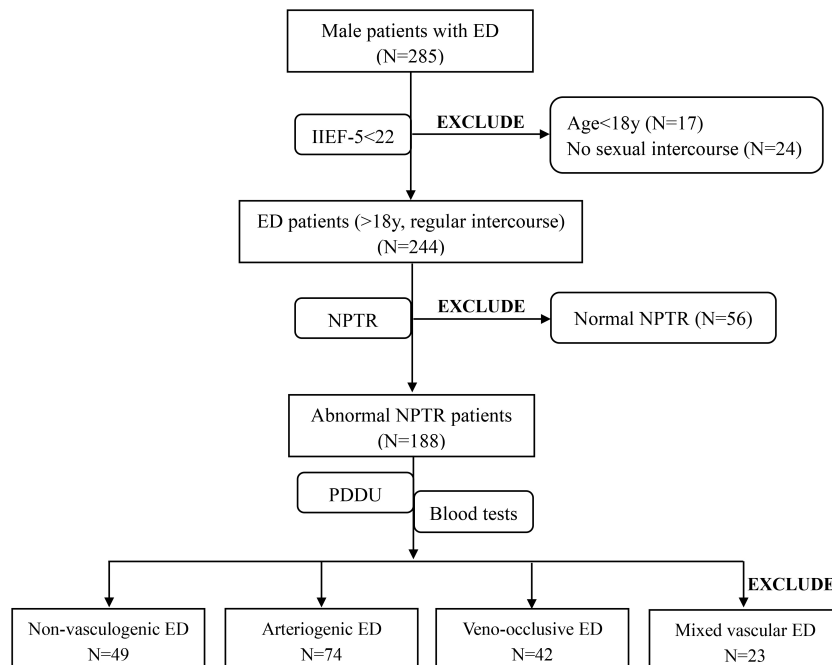 Male patients with ED
(N=285)
IIEF-5<22
EXCLUDE
Age<18y (N=17)
No sexual intercourse (N=24)
ED patients (>18y, regular intercourse)
(N=244)
NPTR
EXCLUDE
Normal NPTR (N=56)
Abnormal NPTR patients
(N=188)
PDDU
Blood tests
EXCLUDE
Non-vasculogenic ED
N=49
Arteriogenic ED
N=74
Veno-occlusive ED
N=42
Mixed vascular ED
N=23